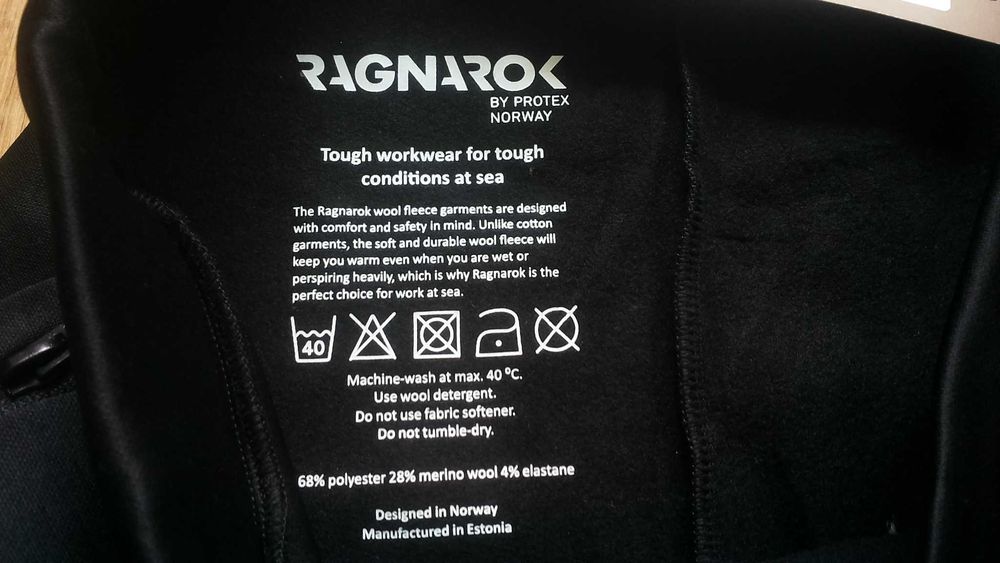 RAGNAROK
BY PROTEX
NORWAY
Tough workwear for tough
conditions at sea
The Ragnarok wool fleece garments are designed
with comfort and safety in mind. Unlike cotton
garments, the soft and durable wool fleece will
keep you warm even when you are wet or
perspiring heavily, which is why Ragnarok is the
perfect choice for work at sea.
40
Machine-wash at max. 40 °C.
Use wool detergent.
Do not use fabric softener.
Do not tumble-dry.
68% polyester 28% merino wool 4% elastane
Designed in Norway
Manufactured in Estonia